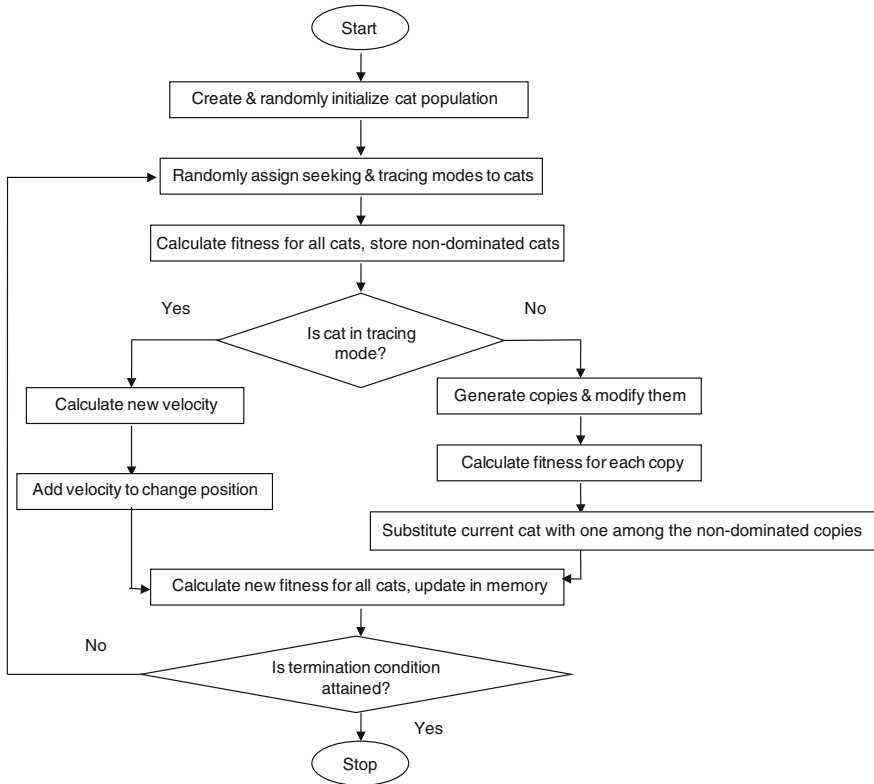 Start
Create & randomly initialize cat population
Randomly assign seeking & tracing modes to cats
Calculate fitness for all cats, store non-dominated cats
Yes
No
Is cat in tracing
mode?
Calculate new velocity
Generate copies & modify them
Calculate fitness for each copy
Add velocity to change position
Substitute current cat with one among the non-dominated copies
Calculate new fitness for all cats, update in memory
No
Is termination condition
attained?
Yes
Stop